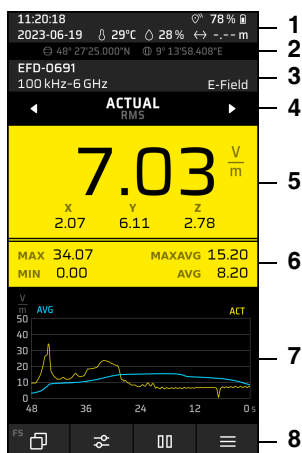 11:20:18 78 %
1
2023-06-19 29°C 28 % -.-- m
48° 27'25.000"N 9° 13'58.408"E
2
EFD-0691
3
100 kHz-6 GHz E-Field
ACTUAL
4
RMS
7.03 V/m
5
X Y Z
2.07 6.11 2.78
MAX 34.07 MAXAVG 15.20
6
MIN 0.00 AVG 8.20
V/m AVG ACT
50
40
30
7
20
10
0
48 36 24 12 0 s
FS
8